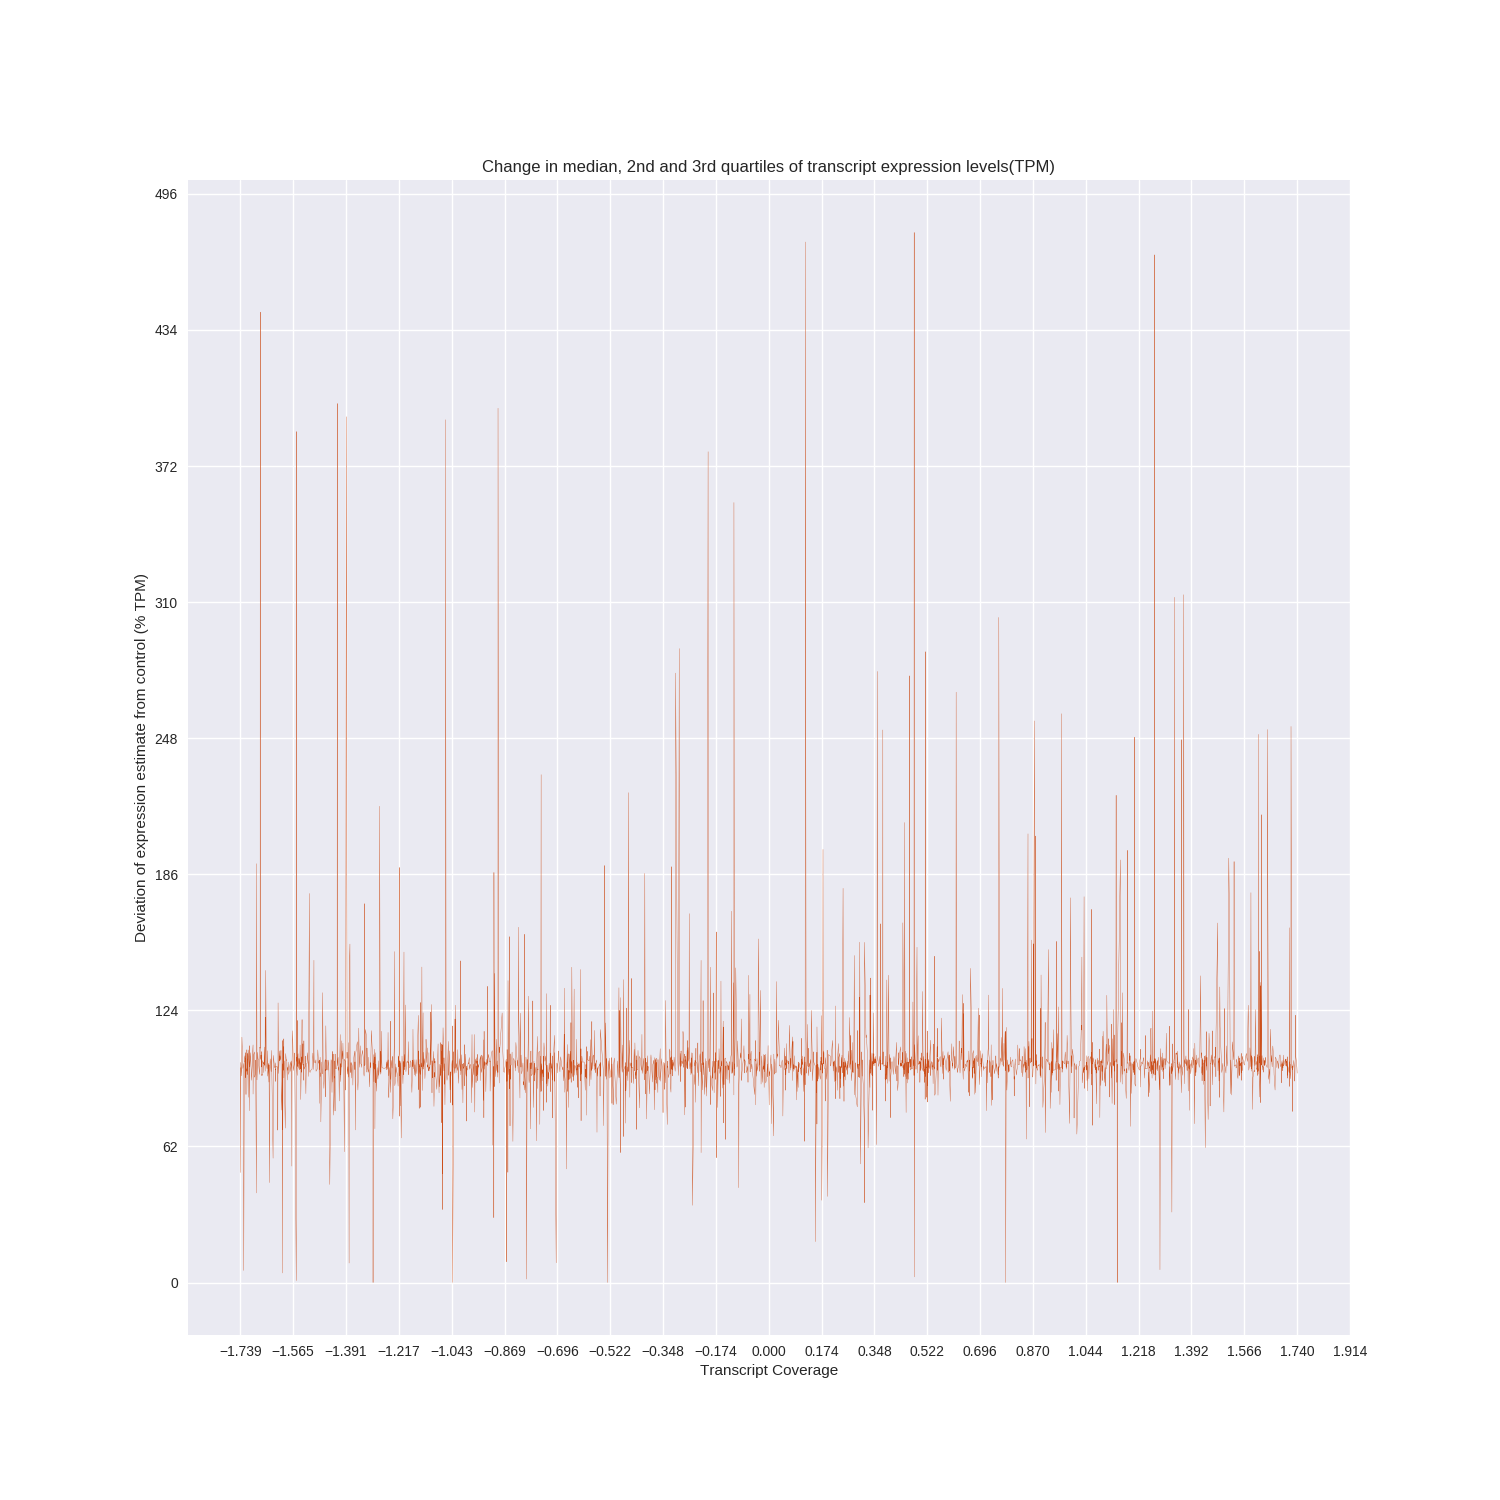 Change in median, 2nd and 3rd quartiles of transcript expression levels(TPM)
496
434
372
310
248
186
124
62
0
Deviation of expression estimate from control (% TPM)
−1.739 −1.565 −1.391 −1.217 −1.043 −0.869 −0.696 −0.522 −0.348 −0.174 0.000 0.174 0.348 0.522 0.696 0.870 1.044 1.218 1.392 1.566 1.740 1.914
Transcript Coverage